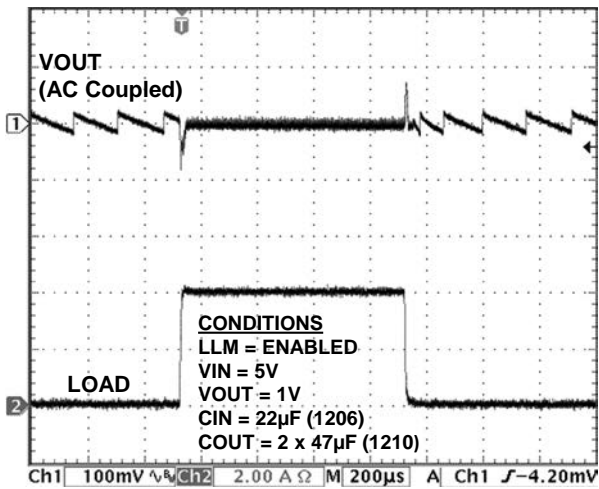 T
VOUT
(AC Coupled)
1
CONDITIONS
LLM = ENABLED
VIN = 5V
VOUT = 1V
CIN = 22µF (1206)
COUT = 2 x 47µF (1210)
LOAD
2
Ch1 100mV ∿ Bw Ch2 2.00 A Ω M 200µs A Ch1 ∫ -4.20mV